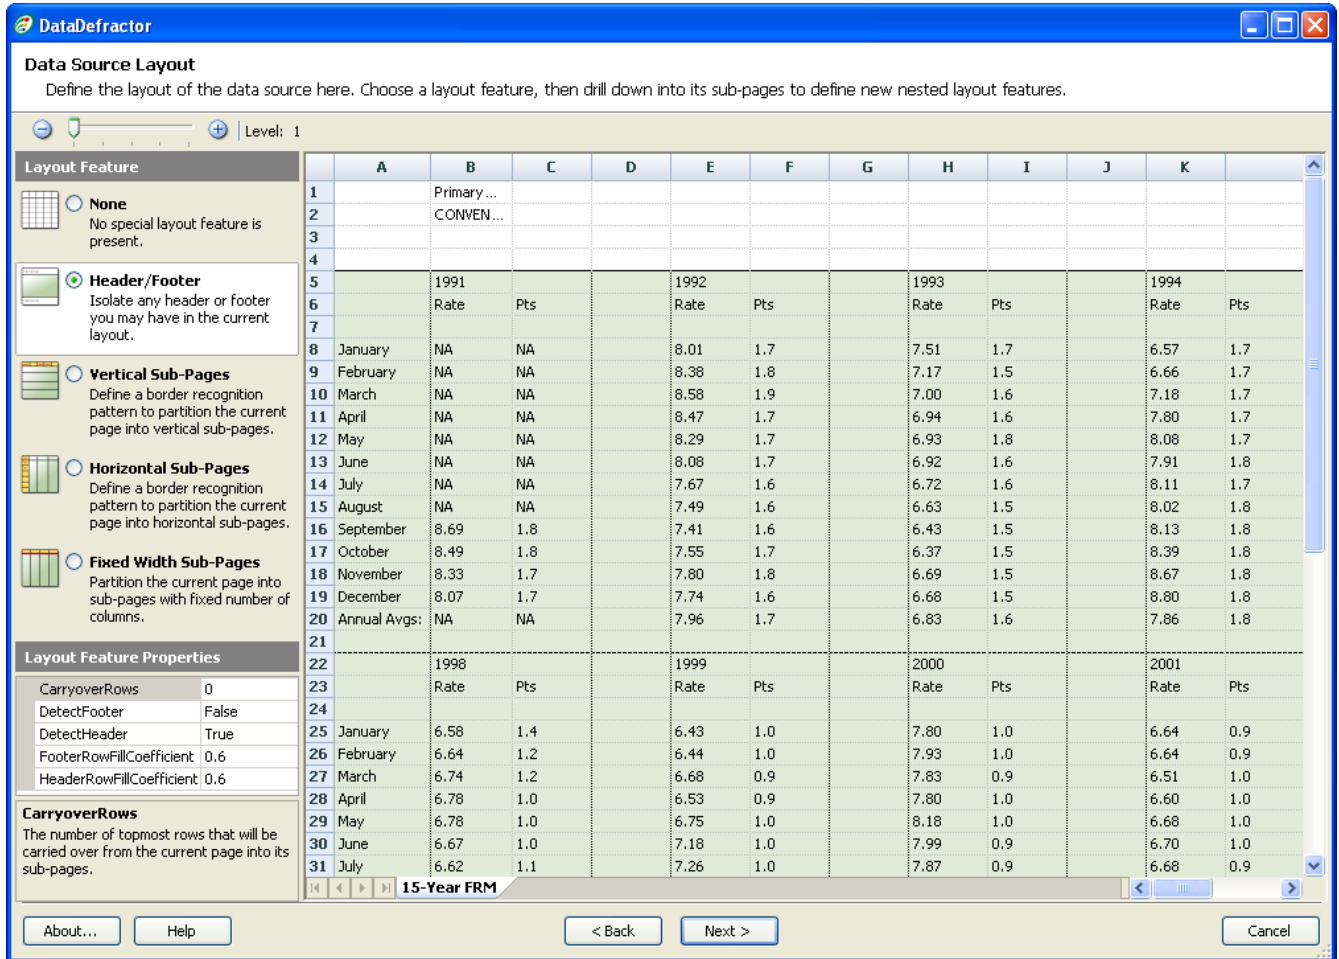 DataDefractor
Data Source Layout
Define the layout of the data source here. Choose a layout feature, then drill down into its sub-pages to define new nested layout features.
Level: 1
Layout Feature
None
No special layout feature is
present.
Header/Footer
Isolate any header or footer
you may have in the current
layout.
Vertical Sub-Pages
Define a border recognition
pattern to partition the current
page into vertical sub-pages.
Horizontal Sub-Pages
Define a border recognition
pattern to partition the current
page into horizontal sub-pages.
Fixed Width Sub-Pages
Partition the current page into
sub-pages with fixed number of
columns.
Layout Feature Properties
CarryoverRows 0
DetectFooter False
DetectHeader True
FooterRowFillCoefficient 0.6
HeaderRowFillCoefficient 0.6
CarryoverRows
The number of topmost rows that will be
carried over from the current page into its
sub-pages.
A B C D E F G H I J K
1 Primary ...
2 CONVEN ...
3
4
5 1991 1992 1993 1994
6 Rate Pts Rate Pts Rate Pts Rate Pts
7
8 January NA NA 8.01 1.7 7.51 1.7 6.57 1.7
9 February NA NA 8.38 1.8 7.17 1.5 6.66 1.7
10 March NA NA 8.58 1.9 7.00 1.6 7.18 1.7
11 April NA NA 8.47 1.7 6.94 1.6 7.80 1.7
12 May NA NA 8.29 1.7 6.93 1.8 8.08 1.7
13 June NA NA 8.08 1.7 6.92 1.6 7.91 1.8
14 July NA NA 7.67 1.6 6.72 1.6 8.11 1.7
15 August NA NA 7.49 1.6 6.63 1.5 8.02 1.8
16 September 8.69 1.8 7.41 1.6 6.43 1.5 8.13 1.8
17 October 8.49 1.8 7.55 1.7 6.37 1.5 8.39 1.8
18 November 8.33 1.7 7.80 1.8 6.69 1.5 8.67 1.8
19 December 8.07 1.7 7.74 1.6 6.68 1.5 8.80 1.8
20 Annual Avgs: NA NA 7.96 1.7 6.83 1.6 7.86 1.8
21
22 1998 1999 2000 2001
23 Rate Pts Rate Pts Rate Pts Rate Pts
24
25 January 6.58 1.4 6.43 1.0 7.80 1.0 6.64 0.9
26 February 6.64 1.2 6.44 1.0 7.93 1.0 6.64 0.9
27 March 6.74 1.2 6.68 0.9 7.83 0.9 6.51 1.0
28 April 6.78 1.0 6.53 0.9 7.80 1.0 6.60 1.0
29 May 6.78 1.0 6.75 1.0 8.18 1.0 6.68 1.0
30 June 6.67 1.0 7.18 1.0 7.99 0.9 6.70 1.0
31 July 6.62 1.1 7.26 1.0 7.87 0.9 6.68 0.9
15-Year FRM
About... Help < Back Next > Cancel